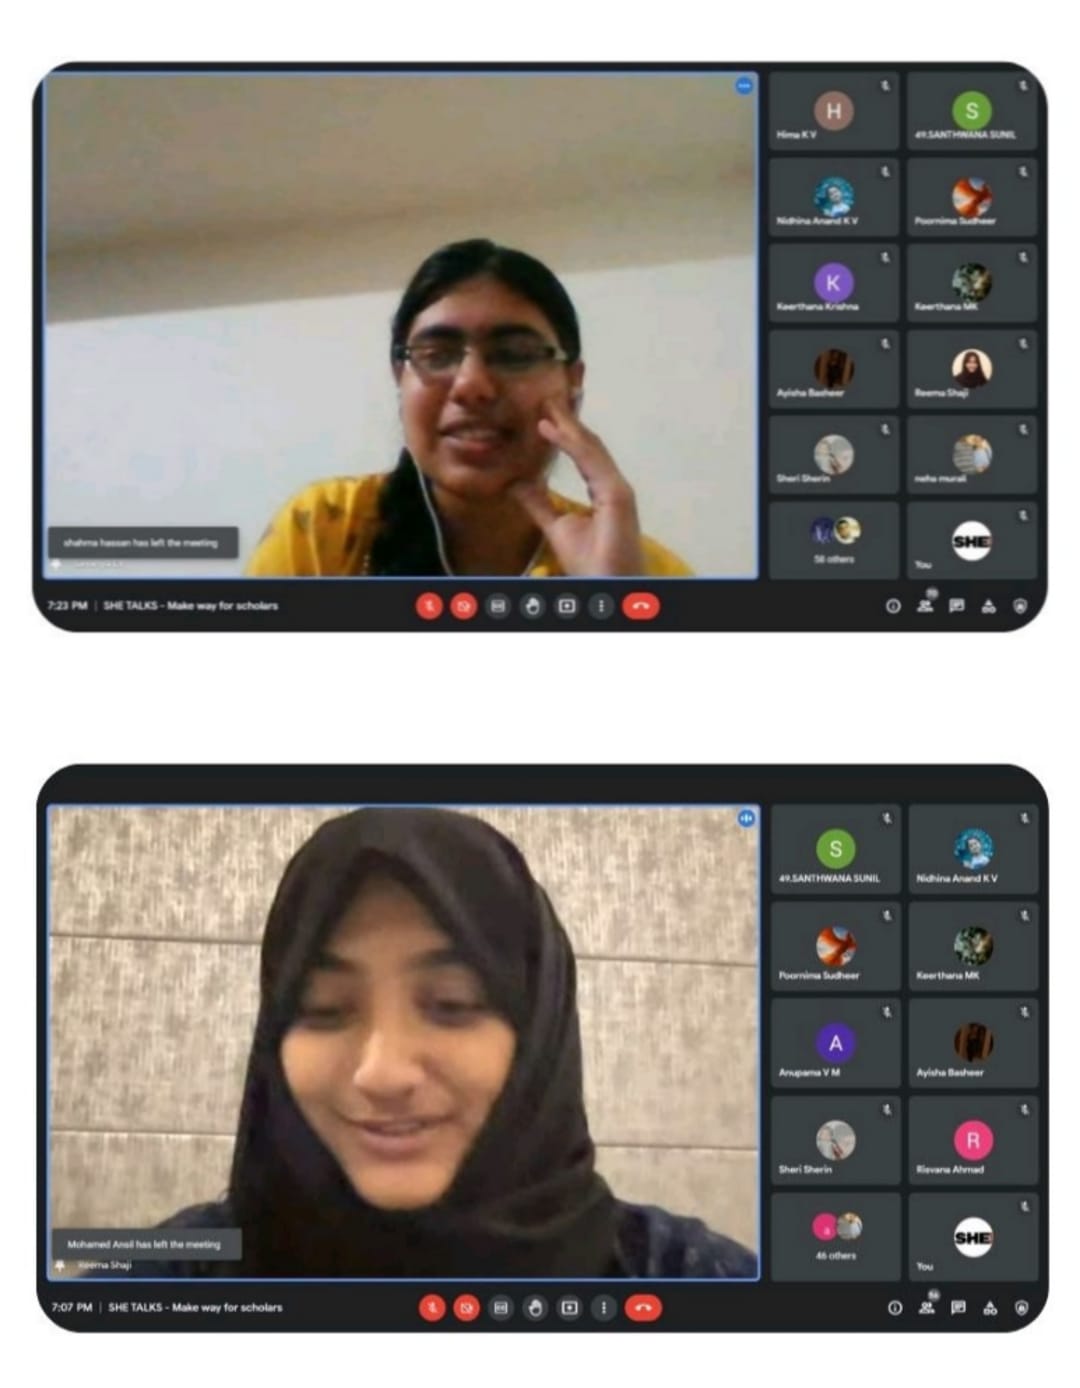 H
Hima K V
S
49.SANTHWANA SUNIL
Nidhina Anand K V
Poornima Sudheer
K
Keerthana Krishna
Keerthana MK
Ayisha Basheer
Reema Shaji
Sheri Sherin
neha murali
58 others
SHE
You
shahma hassan has left the meeting
7:23 PM | SHE TALKS - Make way for scholars
S
49.SANTHWANA SUNIL
Nidhina Anand K V
Poornima Sudheer
Keerthana MK
A
Anupama V M
Ayisha Basheer
Sheri Sherin
R
Risvana Ahmad
a
46 others
SHE
You
Mohamed Ansil has left the meeting
Reema Shaji
7:07 PM | SHE TALKS - Make way for scholars